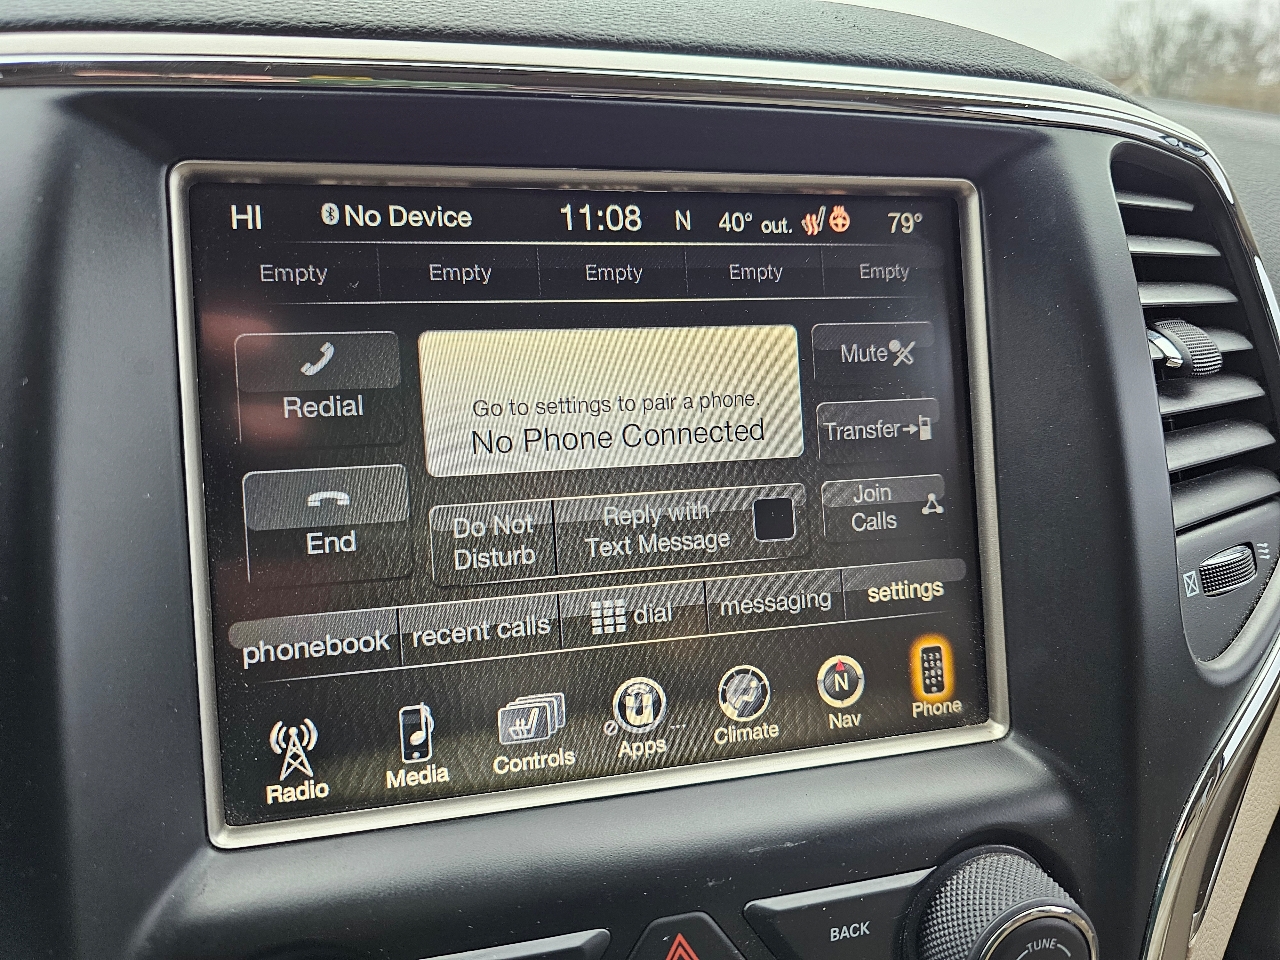 HI No Device 11:08 N 40° out. 79°
Empty Empty Empty Empty Empty
Redial
Go to settings to pair a phone.
No Phone Connected
Mute
Transfer
End
Do Not
Disturb
Reply with
Text Message
Join
Calls
phonebook recent calls dial messaging settings
Radio Media Controls Apps Climate Nav Phone
N
BACK
TUNE